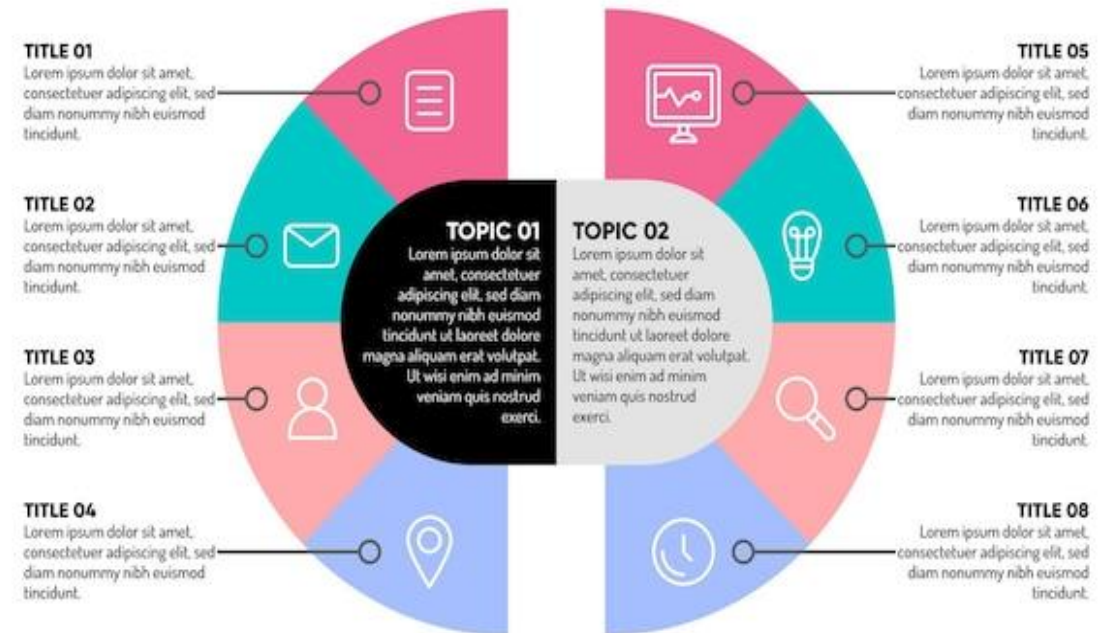 TITLE 01
Lorem ipsum dolor sit amet,
consectetuer adipiscing elit, sed
diam nonummy nibh euismod
tincidunt.
TITLE 02
Lorem ipsum dolor sit amet,
consectetuer adipiscing elit, sed
diam nonummy nibh euismod
tincidunt.
TITLE 03
Lorem ipsum dolor sit amet,
consectetuer adipiscing elit, sed
diam nonummy nibh euismod
tincidunt.
TITLE 04
Lorem ipsum dolor sit amet,
consectetuer adipiscing elit, sed
diam nonummy nibh euismod
tincidunt.
TOPIC 01
Lorem ipsum dolor sit
amet, consectetuer
adipiscing elit, sed diam
nonummy nibh euismod
tincidunt ut laoreet dolore
magna aliquam erat volutpat.
Ut wisi enim ad minim
veniam quis nostrud
exerci.
TOPIC 02
Lorem ipsum dolor sit
amet, consectetuer
adipiscing elit, sed diam
nonummy nibh euismod
tincidunt ut laoreet dolore
magna aliquam erat volutpat.
Ut wisi enim ad minim
veniam quis nostrud
exerci.
TITLE 05
Lorem ipsum dolor sit amet,
consectetuer adipiscing elit, sed
diam nonummy nibh euismod
tincidunt.
TITLE 06
Lorem ipsum dolor sit amet,
consectetuer adipiscing elit, sed
diam nonummy nibh euismod
tincidunt.
TITLE 07
Lorem ipsum dolor sit amet,
consectetuer adipiscing elit, sed
diam nonummy nibh euismod
tincidunt.
TITLE 08
Lorem ipsum dolor sit amet,
consectetuer adipiscing elit, sed
diam nonummy nibh euismod
tincidunt.